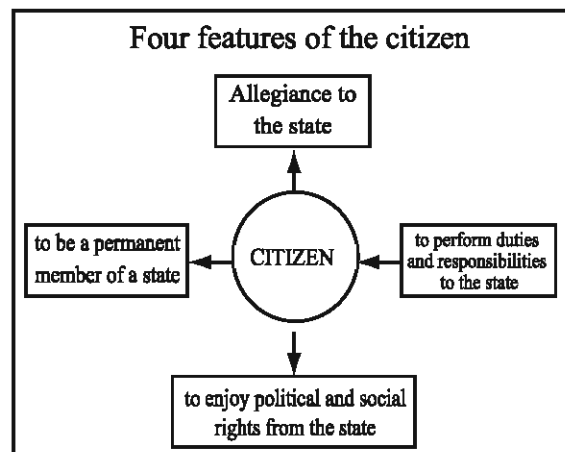 Four features of the citizen
Allegiance to
the state
to be a permanent
member of a state
CITIZEN
to perform duties
and responsibilities
to the state
to enjoy political and social
rights from the state